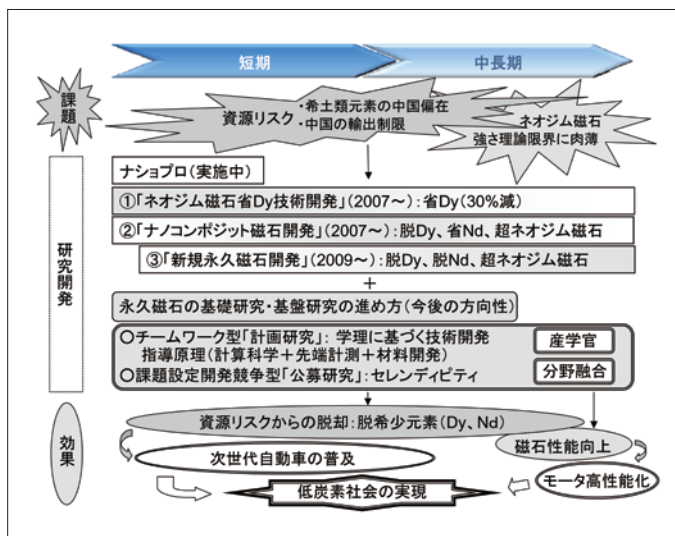 短期
中長期
課題
資源リスク
・希土類元素の中国偏在
・中国の輸出制限
ネオジム磁石
強さ理論限界に肉薄
研究開発
ナショプロ(実施中)
①「ネオジム磁石省Dy技術開発」(2007～):省Dy(30%減)
②「ナノコンポジット磁石開発」(2007～):脱Dy、省Nd、超ネオジム磁石
③「新規永久磁石開発」(2009～):脱Dy、脱Nd、超ネオジム磁石
+
永久磁石の基礎研究・基盤研究の進め方(今後の方向性)
○チームワーク型「計画研究」: 学理に基づく技術開発
指導原理(計算科学+先端計測+材料開発)
○課題設定開発競争型「公募研究」:セレンディピティ
産学官
分野融合
効果
資源リスクからの脱却:脱希少元素(Dy、Nd)
磁石性能向上
次世代自動車の普及
モータ高性能化
低炭素社会の実現